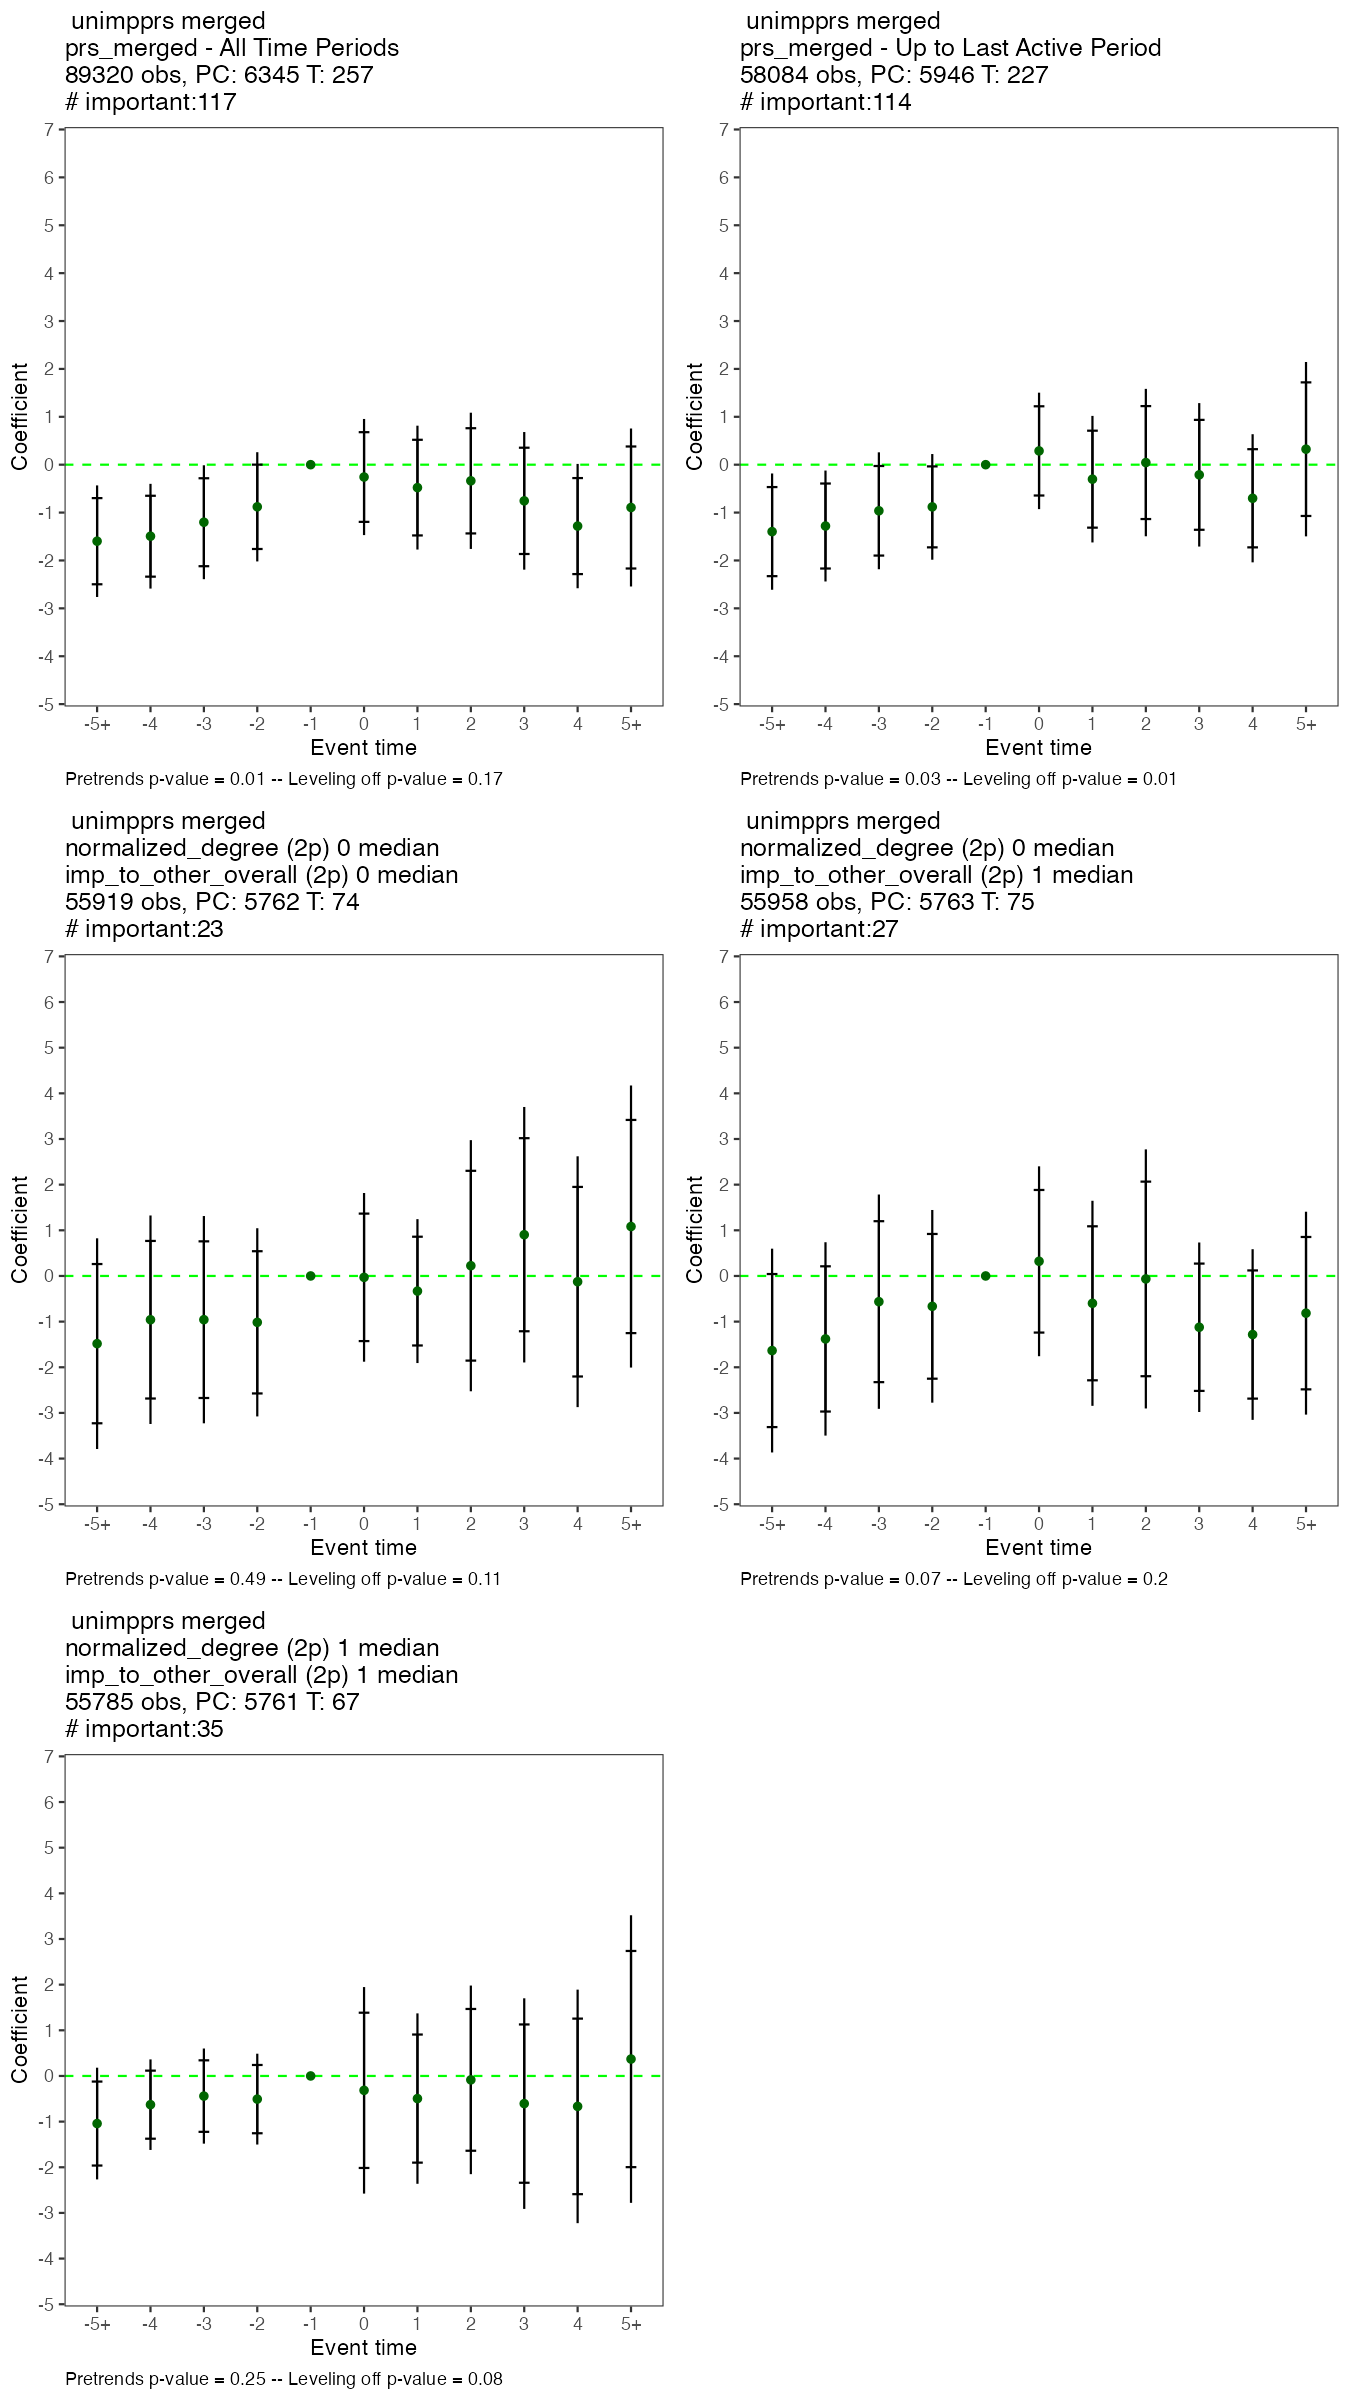 unimpprs merged
prs_merged - All Time Periods
89320 obs, PC: 6345 T: 257
# important:117
7
6
5
4
3
2
1
0
-1
-2
-3
-4
-5
Coefficient
-5+ -4 -3 -2 -1 0 1 2 3 4 5+
Event time
Pretrends p-value = 0.01 -- Leveling off p-value = 0.17
unimpprs merged
prs_merged - Up to Last Active Period
58084 obs, PC: 5946 T: 227
# important:114
7
6
5
4
3
2
1
0
-1
-2
-3
-4
-5
Coefficient
-5+ -4 -3 -2 -1 0 1 2 3 4 5+
Event time
Pretrends p-value = 0.03 -- Leveling off p-value = 0.01
unimpprs merged
normalized_degree (2p) 0 median
imp_to_other_overall (2p) 0 median
55919 obs, PC: 5762 T: 74
# important:23
7
6
5
4
3
2
1
0
-1
-2
-3
-4
-5
Coefficient
-5+ -4 -3 -2 -1 0 1 2 3 4 5+
Event time
Pretrends p-value = 0.49 -- Leveling off p-value = 0.11
unimpprs merged
normalized_degree (2p) 0 median
imp_to_other_overall (2p) 1 median
55958 obs, PC: 5763 T: 75
# important:27
7
6
5
4
3
2
1
0
-1
-2
-3
-4
-5
Coefficient
-5+ -4 -3 -2 -1 0 1 2 3 4 5+
Event time
Pretrends p-value = 0.07 -- Leveling off p-value = 0.2
unimpprs merged
normalized_degree (2p) 1 median
imp_to_other_overall (2p) 1 median
55785 obs, PC: 5761 T: 67
# important:35
7
6
5
4
3
2
1
0
-1
-2
-3
-4
-5
Coefficient
-5+ -4 -3 -2 -1 0 1 2 3 4 5+
Event time
Pretrends p-value = 0.25 -- Leveling off p-value = 0.08